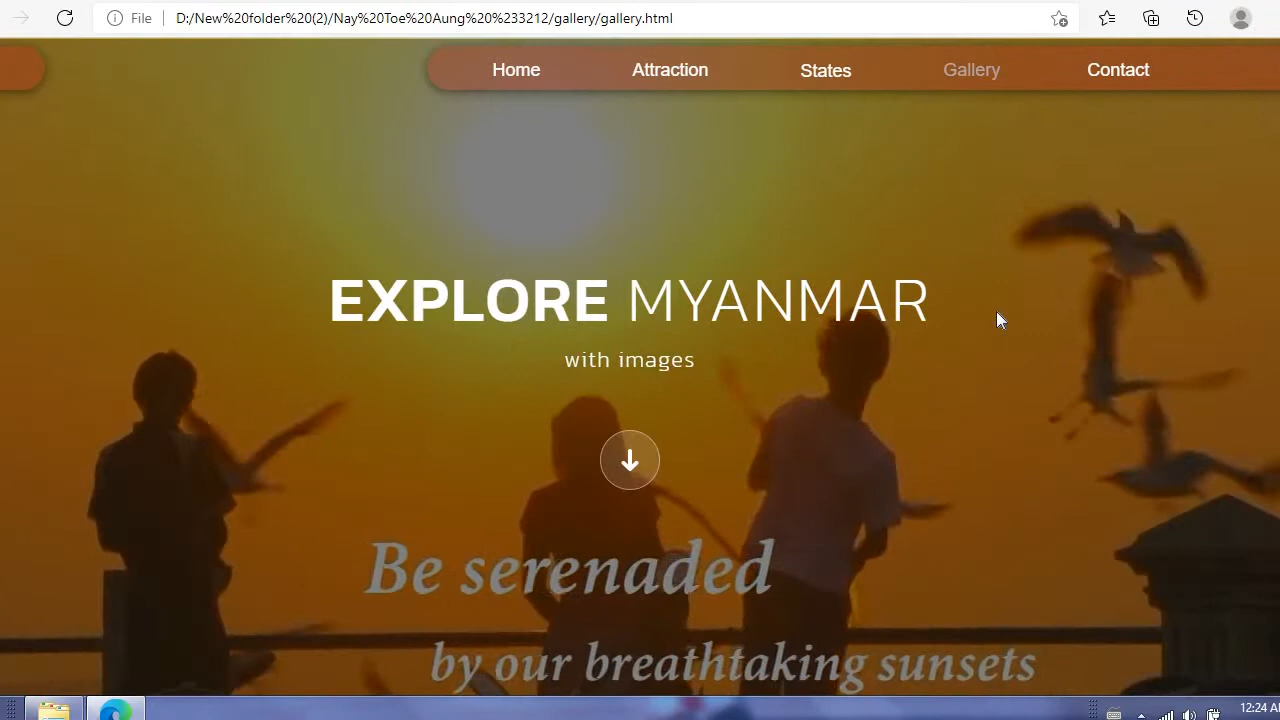 File
D:/New%20folder%20(2)/Nay%20Toe%20Aung%20%233212/gallery/gallery.html
Home Attraction States Gallery Contact
EXPLORE MYANMAR
with images
Be serenaded
by our breathtaking sunsets
12:24 A